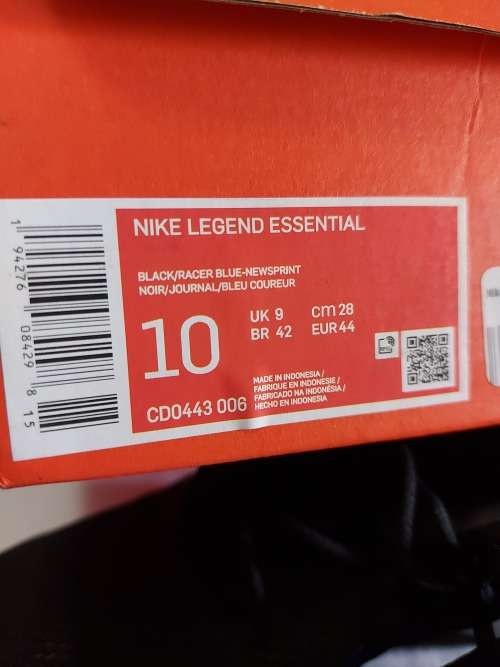 NIKE LEGEND ESSENTIAL
BLACK/RACER BLUE-NEWSPRINT
NOIR/JOURNAL/BLEU COUREUR
10
UK 9 cm 28
BR 42 EUR 44
CD0443 006
MADE IN INDONESIA /
FABRIQUE EN INDONESIE /
FABRICADO NA INDONÉSIA /
HECHO EN INDONESIA
1 94276 08429 8 15